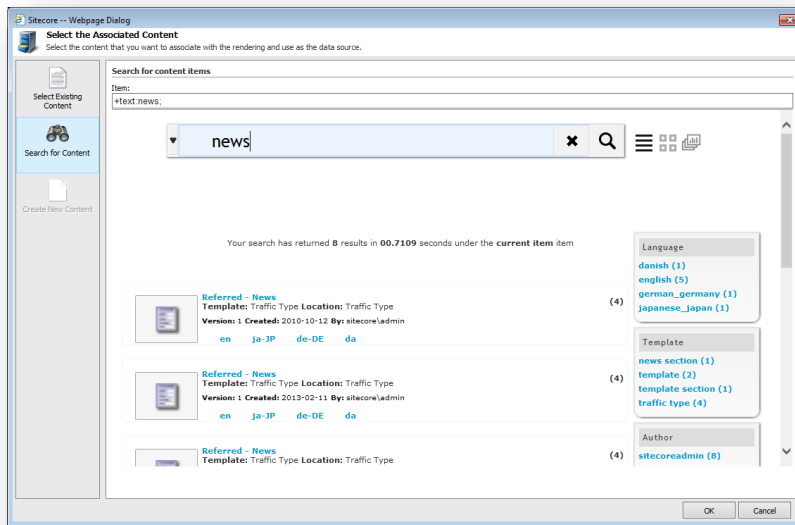 Sitecore -- Webpage Dialog
Select the Associated Content
Select the content that you want to associate with the rendering and use as the data source.
Select Existing
Content
Search for Content
Create New Content
Search for content items
Item:
+text:news;
news
Your search has returned 8 results in 00.7109 seconds under the current item item
Referred - News
(4)
Template: Traffic Type Location: Traffic Type
Version: 1 Created: 2010-10-12 By: sitecore\admin
en ja-JP de-DE da
Referred - News
(4)
Template: Traffic Type Location: Traffic Type
Version: 1 Created: 2013-02-11 By: sitecore\admin
en ja-JP de-DE da
Referred - News
(4)
Template: Traffic Type Location: Traffic Type
Language
danish (1)
english (5)
german_germany (1)
japanese_japan (1)
Template
news section (1)
template (2)
template section (1)
traffic type (4)
Author
sitecoreadmin (8)
OK
Cancel